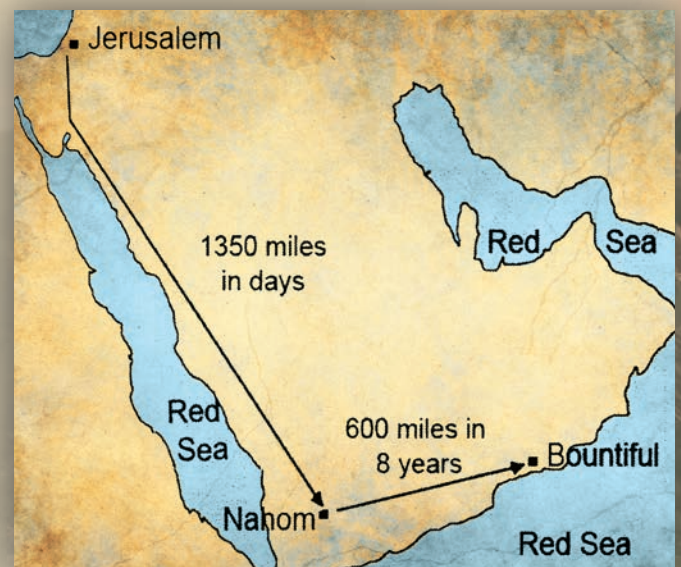 Jerusalem
1350 miles
in days
Red Sea
Red
Sea
600 miles in
8 years
Bountiful
Nahom
Red Sea